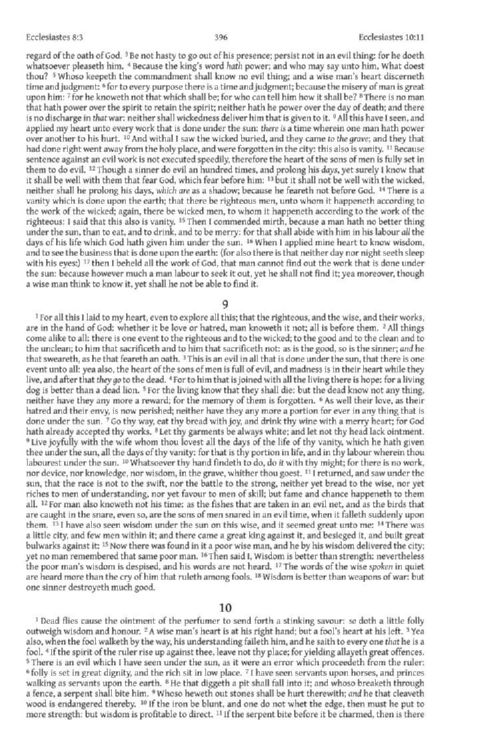 Ecclesiastes 8:3 396 Ecclesiastes 10:11
regard of the oath of God. 3 Be not hasty to go out of his presence; persist not in an evil thing: for he doeth
whatsoever pleaseth him. 4 Because the king's word hath power; and who may say unto him, What doest
thou? 5 Whoso keepeth the commandment shall know no evil thing; and a wise man's heart discerneth
time and judgment: 6 for to every purpose there is a time and judgment; because the misery of man is great
upon him: 7 for he knoweth not that which shall be; for who can tell him how it shall be? 8 There is no man
that hath power over the spirit to retain the spirit; neither hath he power over the day of death; and there
is no discharge in that war: neither shall wickedness deliver him that is given to it. 9 All this have I seen, and
applied my heart unto every work that is done under the sun: there is a time wherein one man hath power
over another to his hurt. 10 And withal I saw the wicked buried, and they came to the grave; and they that
had done right went away from the holy place, and were forgotten in the city: this also is vanity. 11 Because
sentence against an evil work is not executed speedily, therefore the heart of the sons of men is fully set in
them to do evil. 12 Though a sinner do evil an hundred times, and prolong his days, yet surely I know that
it shall be well with them that fear God, which fear before him: 13 but it shall not be well with the wicked,
neither shall he prolong his days, which are as a shadow; because he feareth not before God. 14 There is a
vanity which is done upon the earth; that there be righteous men, unto whom it happeneth according to
the work of the wicked; again, there be wicked men, to whom it happeneth according to the work of the
righteous: I said that this also is vanity. 15 Then I commended mirth, because a man hath no better thing
under the sun, than to eat, and to drink, and to be merry: for that shall abide with him in his labour all the
days of his life which God hath given him under the sun. 16 When I applied mine heart to know wisdom,
and to see the business that is done upon the earth: (for also there is that neither day nor night seeth sleep
with his eyes:) 17 then I beheld all the work of God, that man cannot find out the work that is done under
the sun: because however much a man labour to seek it out, yet he shall not find it; yea moreover, though
a wise man think to know it, yet shall he not be able to find it.
9
1 For all this I laid to my heart, even to explore all this; that the righteous, and the wise, and their works,
are in the hand of God: whether it be love or hatred, man knoweth it not; all is before them. 2 All things
come alike to all: there is one event to the righteous and to the wicked; to the good and to the clean and to
the unclean; to him that sacrificeth and to him that sacrificeth not: as is the good, so is the sinner; and he
that sweareth, as he that feareth an oath. 3 This is an evil in all that is done under the sun, that there is one
event unto all: yea also, the heart of the sons of men is full of evil, and madness is in their heart while they
live, and after that they go to the dead. 4 For to him that is joined with all the living there is hope: for a living
dog is better than a dead lion. 5 For the living know that they shall die: but the dead know not any thing,
neither have they any more a reward; for the memory of them is forgotten. 6 As well their love, as their
hatred and their envy, is now perished; neither have they any more a portion for ever in any thing that is
done under the sun. 7 Go thy way, eat thy bread with joy, and drink thy wine with a merry heart; for God
hath already accepted thy works. 8 Let thy garments be always white; and let not thy head lack ointment.
9 Live joyfully with the wife whom thou lovest all the days of the life of thy vanity, which he hath given
thee under the sun, all the days of thy vanity: for that is thy portion in life, and in thy labour wherein thou
labourest under the sun. 10 Whatsoever thy hand findeth to do, do it with thy might; for there is no work,
nor device, nor knowledge, nor wisdom, in the grave, whither thou goest. 11 I returned, and saw under the
sun, that the race is not to the swift, nor the battle to the strong, neither yet bread to the wise, nor yet
riches to men of understanding, nor yet favour to men of skill; but fame and chance happeneth to them
all. 12 For man also knoweth not his time: as the fishes that are taken in an evil net, and as the birds that
are caught in the snare, even so, are the sons of men snared in an evil time, when it falleth suddenly upon
them. 13 I have also seen wisdom under the sun on this wise, and it seemed great unto me: 14 There was
a little city, and few men within it; and there came a great king against it, and besieged it, and built great
bulwarks against it: 15 Now there was found in it a poor wise man, and he by his wisdom delivered the city;
yet no man remembered that same poor man. 16 Then said I, Wisdom is better than strength: nevertheless
the poor man's wisdom is despised, and his words are not heard. 17 The words of the wise spoken in quiet
are heard more than the cry of him that ruleth among fools. 18 Wisdom is better than weapons of war: but
one sinner destroyeth much good.
10
1 Dead flies cause the ointment of the perfumer to send forth a stinking savour: so doth a little folly
outweigh wisdom and honour. 2 A wise man's heart is at his right hand; but a fool's heart at his left. 3 Yea
also, when the fool walketh by the way, his understanding faileth him, and he saith to every one that he is a
fool. 4 If the spirit of the ruler rise up against thee, leave not thy place; for yielding allayeth great offences.
5 There is an evil which I have seen under the sun, as it were an error which proceedeth from the ruler:
6 folly is set in great dignity, and the rich sit in low place. 7 I have seen servants upon horses, and princes
walking as servants upon the earth. 8 He that diggeth a pit shall fall into it; and whoso breaketh through
a fence, a serpent shall bite him. 9 Whoso heweth out stones shall be hurt therewith; and he that cleaveth
wood is endangered thereby. 10 If the iron be blunt, and one do not whet the edge, then must he put to
more strength: but wisdom is profitable to direct. 11 If the serpent bite before it be charmed, then is there